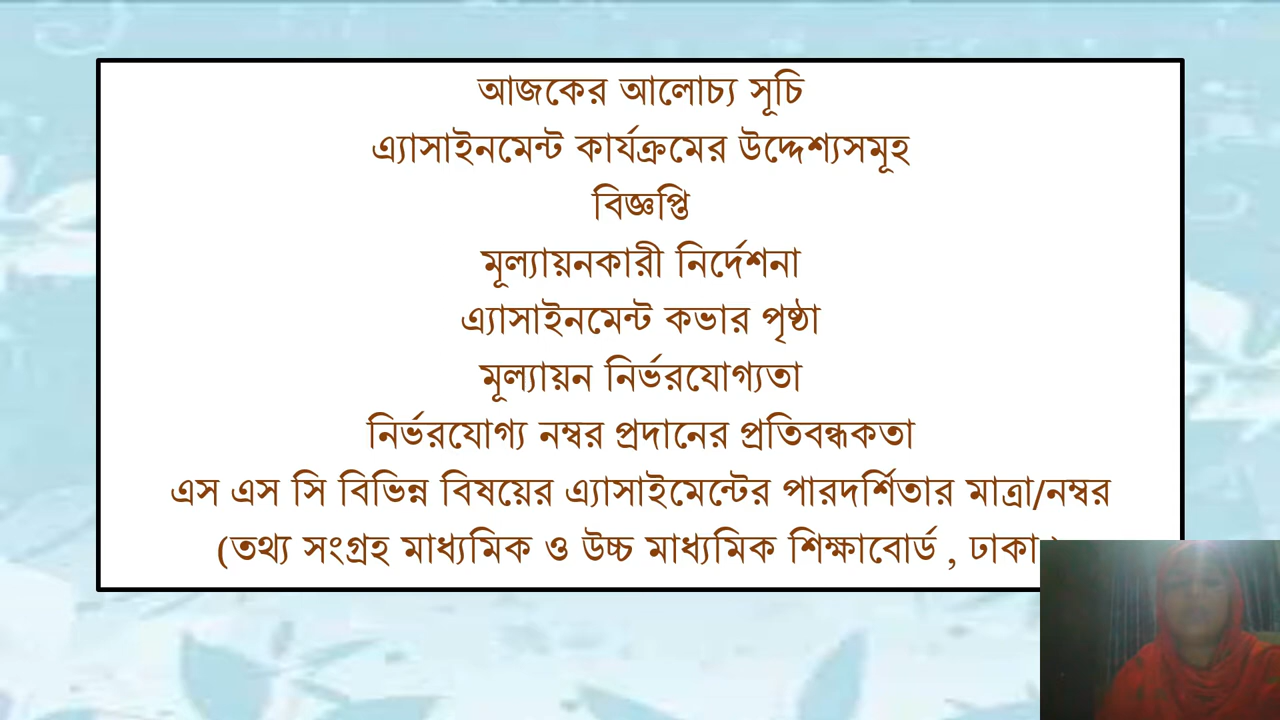 আজকের আলোচ্য সূচি
এ্যাসাইনমেন্ট কার্যক্রমের উদ্দেশ্যসমূহ
বিজ্ঞপ্তি
মূল্যায়নকারী নির্দেশনা
এ্যাসাইনমেন্ট কভার পৃষ্ঠা
মূল্যায়ন নির্ভরযোগ্যতা
নির্ভরযোগ্য নম্বর প্রদানের প্রতিবন্ধকতা
এস এস সি বিভিন্ন বিষয়ের এ্যাসাইমেন্টের পারদর্শিতার মাত্রা/নম্বর
(তথ্য সংগ্রহ মাধ্যমিক ও উচ্চ মাধ্যমিক শিক্ষাবোর্ড , ঢাকা )